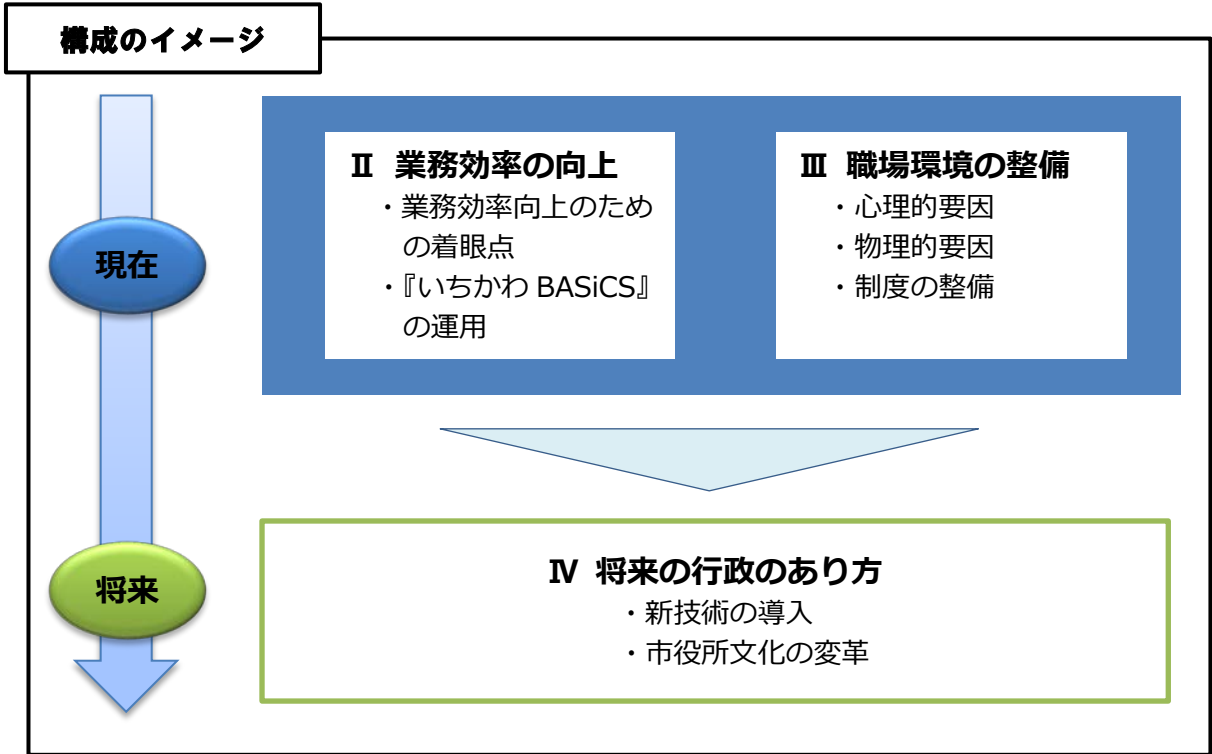 構成のイメージ
現在
Ⅱ 業務効率の向上
・業務効率向上のため
の着眼点
・『いちかわ BASiCS』
の運用
Ⅲ 職場環境の整備
・心理的要因
・物理的要因
・制度の整備
将来
Ⅳ 将来の行政のあり方
・新技術の導入
・市役所文化の変革